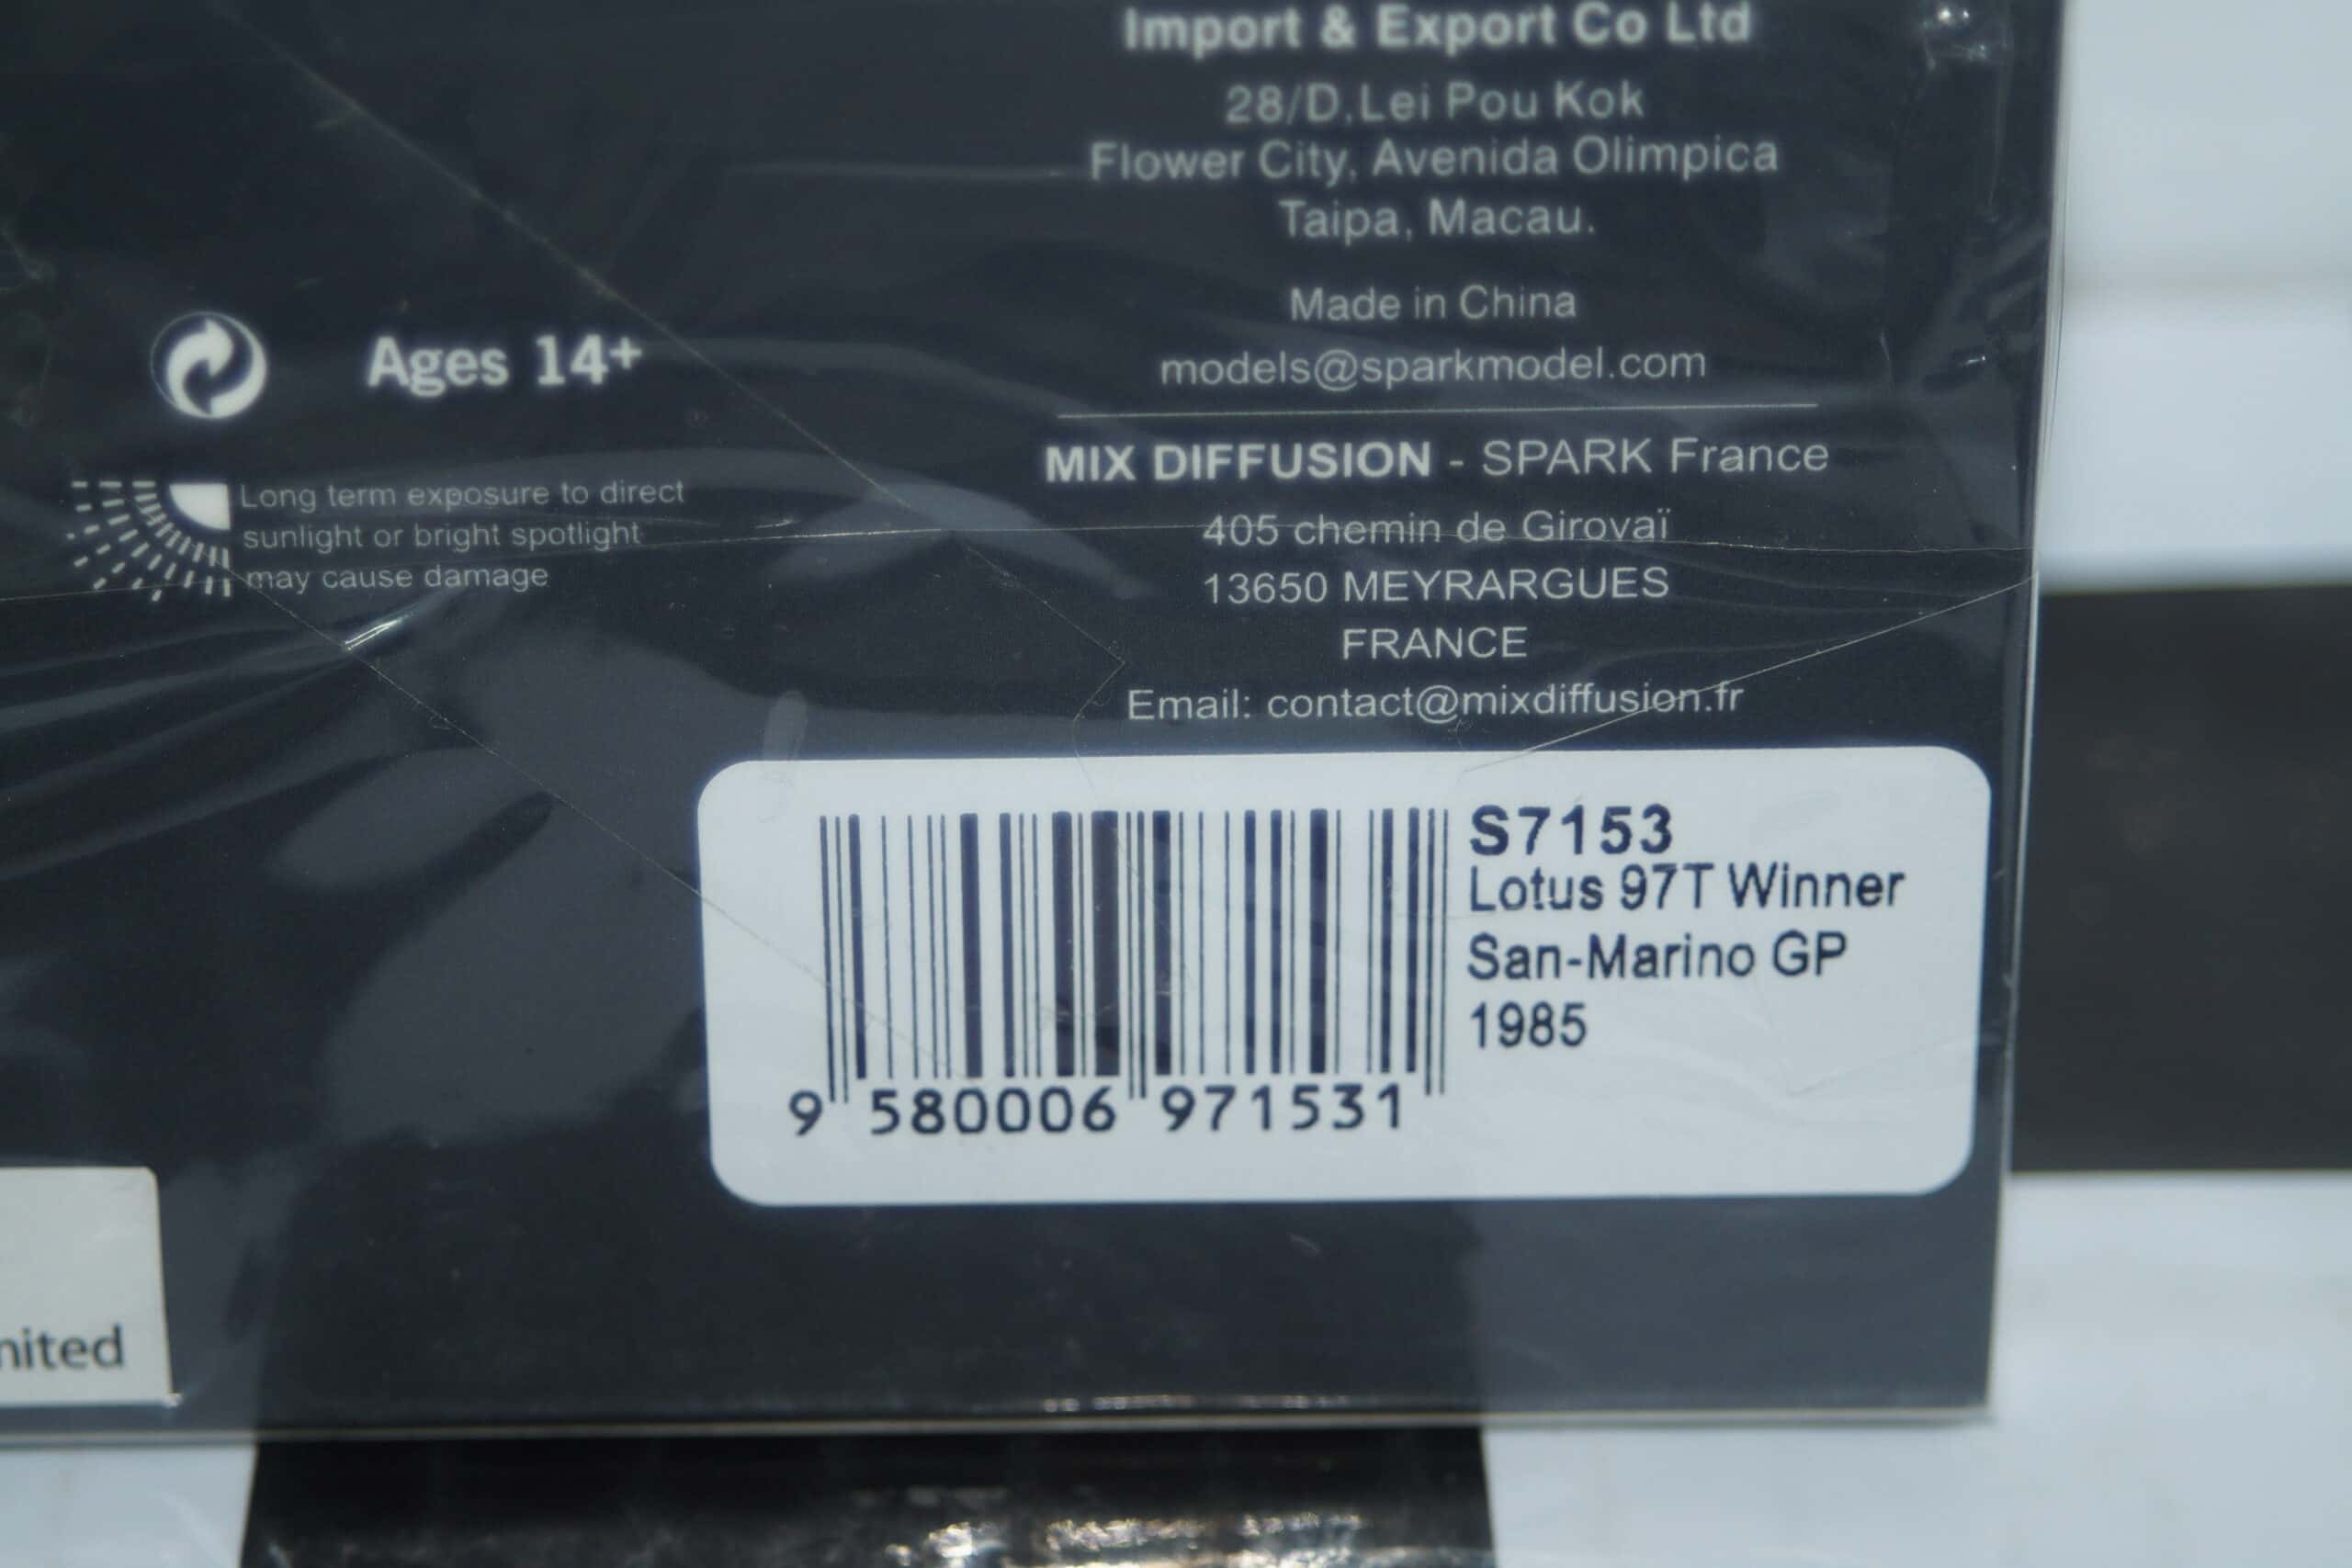 Import & Export Co Ltd
28/D,Lei Pou Kok
Flower City, Avenida Olimpica
Taipa, Macau.
Made in China
models@sparkmodel.com
Ages 14+
Long term exposure to direct
sunlight or bright spotlight
may cause damage
MIX DIFFUSION - SPARK France
405 chemin de Girovaï
13650 MEYRARGUES
FRANCE
Email: contact@mixdiffusion.fr
S7153
Lotus 97T Winner
San-Marino GP
1985
9 580006 971531
nited